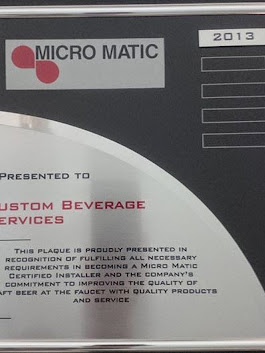 MICRO MATIC
2013
PRESENTED TO
USTOM BEVERAGE
ERVICES
THIS PLAQUE IS PROUDLY PRESENTED IN
RECOGNITION OF FULFILLING ALL NECESSARY
REQUIREMENTS IN BECOMING A MICRO MATIC
CERTIFIED INSTALLER AND THE COMPANY'S
COMMITMENT TO IMPROVING THE QUALITY OF
AFT BEER AT THE FAUCET WITH QUALITY PRODUCTS
AND SERVICE